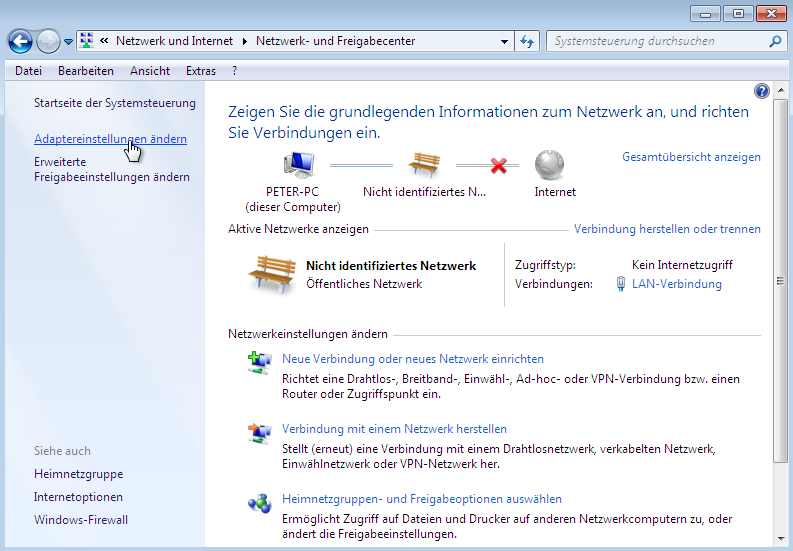 « Netzwerk und Internet Netzwerk- und Freigabecenter
Systemsteuerung durchsuchen
Datei Bearbeiten Ansicht Extras ?
Startseite der Systemsteuerung
Adaptereinstellungen ändern
Erweiterte
Freigabeeinstellungen ändern
Siehe auch
Heimnetzgruppe
Internetoptionen
Windows-Firewall
Zeigen Sie die grundlegenden Informationen zum Netzwerk an, und richten
Sie Verbindungen ein.
Gesamtübersicht anzeigen
PETER-PC
(dieser Computer)
Nicht identifiziertes N...
Internet
Aktive Netzwerke anzeigen
Verbindung herstellen oder trennen
Nicht identifiziertes Netzwerk
Öffentliches Netzwerk
Zugriffstyp: Kein Internetzugriff
Verbindungen: LAN-Verbindung
Netzwerkeinstellungen ändern
Neue Verbindung oder neues Netzwerk einrichten
Richtet eine Drahtlos-, Breitband-, Einwähl-, Ad-hoc- oder VPN-Verbindung bzw. einen
Router oder Zugriffspunkt ein.
Verbindung mit einem Netzwerk herstellen
Stellt (erneut) eine Verbindung mit einem Drahtlosnetzwerk, verkabelten Netzwerk,
Einwählnetzwerk oder VPN-Netzwerk her.
Heimnetzgruppen- und Freigabeoptionen auswählen
Ermöglicht Zugriff auf Dateien und Drucker auf anderen Netzwerkcomputern zu, oder
ändert die Freigabeeinstellungen.